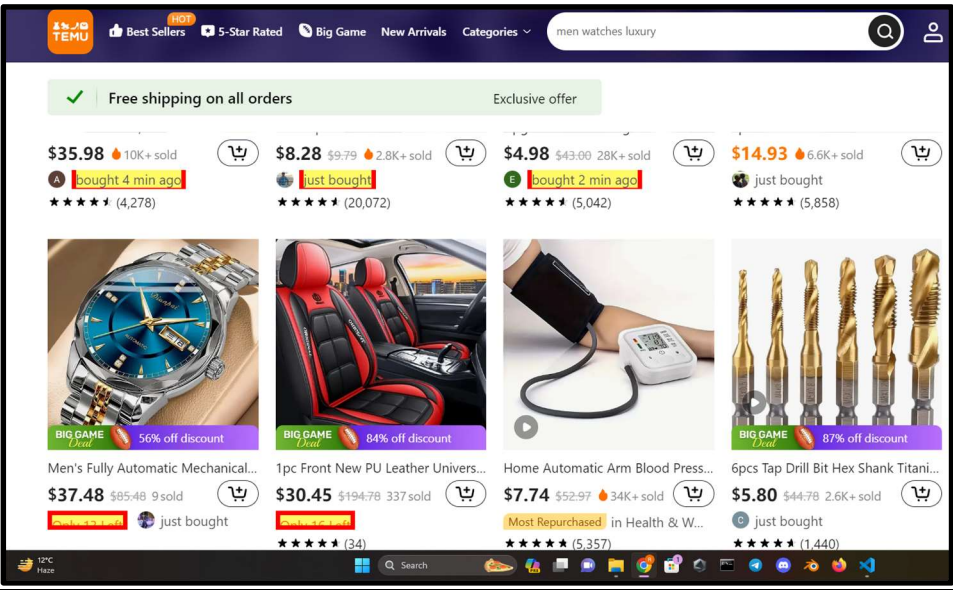 HOT
TEMU
Best Sellers
5-Star Rated
Big Game
New Arrivals
Categories
men watches luxury
Free shipping on all orders
Exclusive offer
$35.98 10K+ sold
A bought 4 min ago
(4,278)
$8.28 $9.79 2.8K+ sold
just bought
(20,072)
$4.98 $43.00 28K+ sold
E bought 2 min ago
(5,042)
$14.93 6.6K+ sold
just bought
(5,858)
AUTOMATIC
BIG GAME
Deal
56% off discount
Men's Fully Automatic Mechanical...
$37.48 $85.48 9 sold
Only 13 Left
just bought
BIG GAME
Deal
84% off discount
1pc Front New PU Leather Univers...
$30.45 $194.78 337 sold
Only 16 Left
(34)
Home Automatic Arm Blood Press...
$7.74 $52.97 34K+ sold
Most Repurchased in Health & W...
(5,357)
BIG GAME
Deal
87% off discount
6pcs Tap Drill Bit Hex Shank Titani...
$5.80 $44.78 2.6K+ sold
C just bought
(1,440)
12°C
Haze
Search